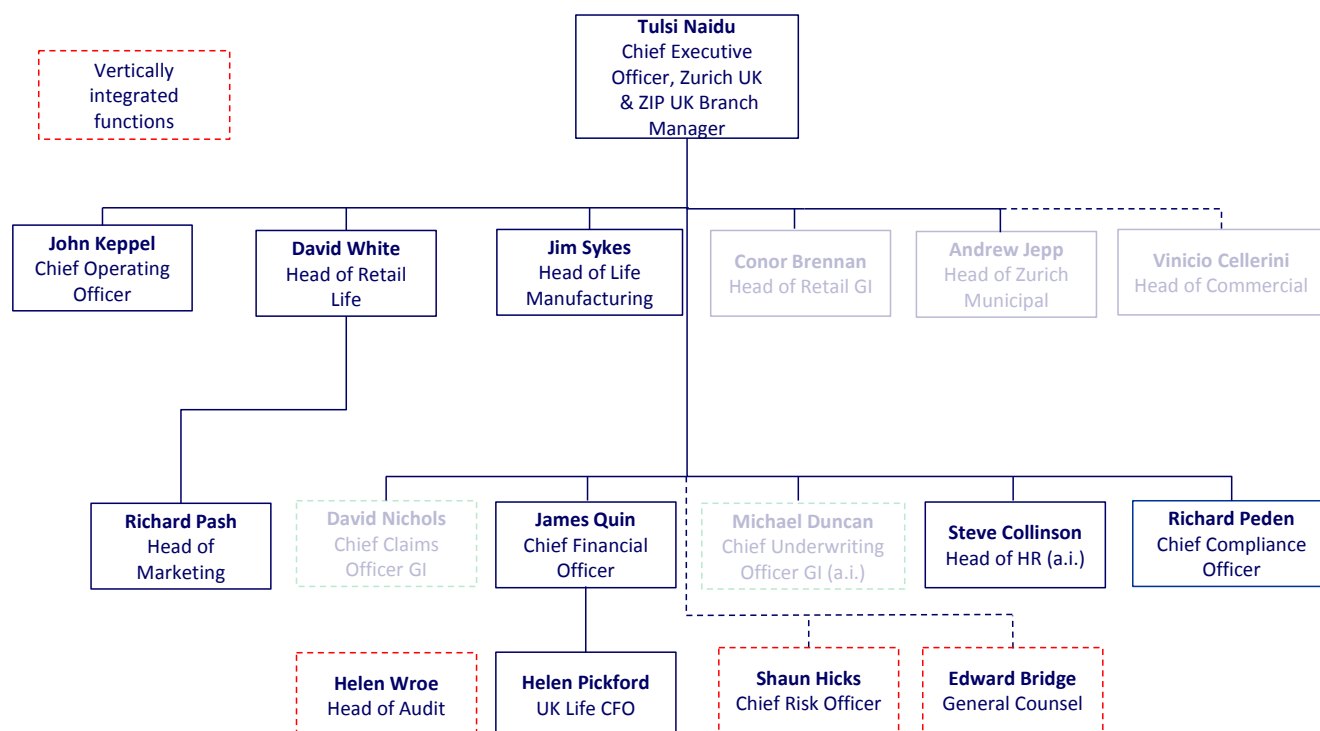 Tulsi Naidu
Chief Executive
Officer, Zurich UK
& ZIP UK Branch
Manager
Vertically
integrated
functions
John Keppel
Chief Operating
Officer
David White
Head of Retail
Life
Jim Sykes
Head of Life
Manufacturing
Conor Brennan
Head of Retail GI
Andrew Jepp
Head of Zurich
Municipal
Vinicio Cellerini
Head of Commercial
Richard Pash
Head of
Marketing
David Nichols
Chief Claims
Officer GI
James Quin
Chief Financial
Officer
Michael Duncan
Chief Underwriting
Officer GI (a.i.)
Steve Collinson
Head of HR (a.i.)
Richard Peden
Chief Compliance
Officer
Helen Wroe
Head of Audit
Helen Pickford
UK Life CFO
Shaun Hicks
Chief Risk Officer
Edward Bridge
General Counsel